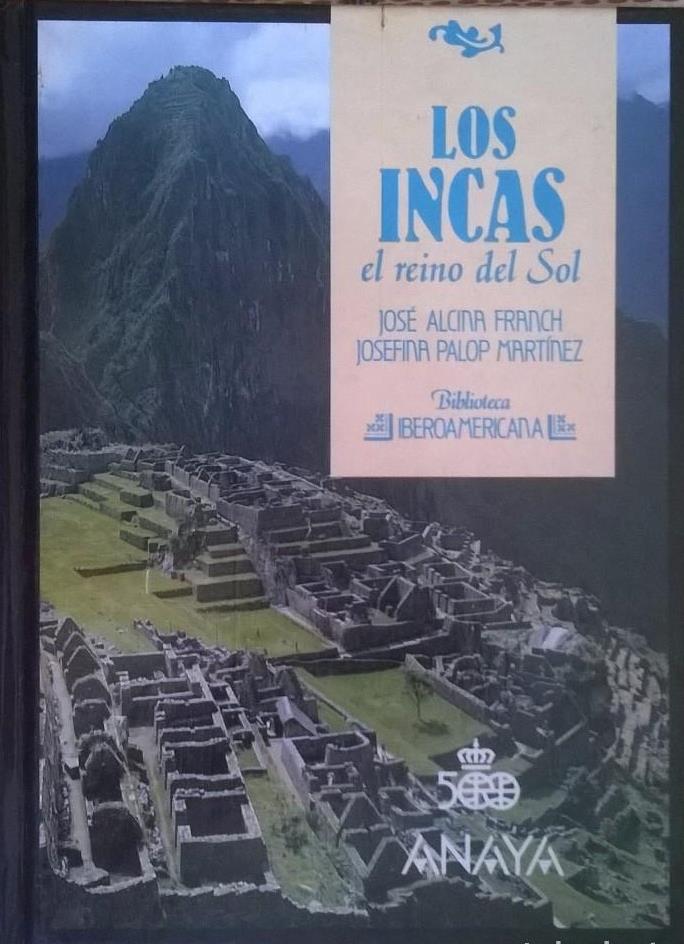 LOS
INCAS
el reino del Sol
JOSÉ ALCINA FRANCH
JOSEFINA PALOP MARTÍNEZ
Biblioteca
IBEROAMERICANA
500
ANAYA